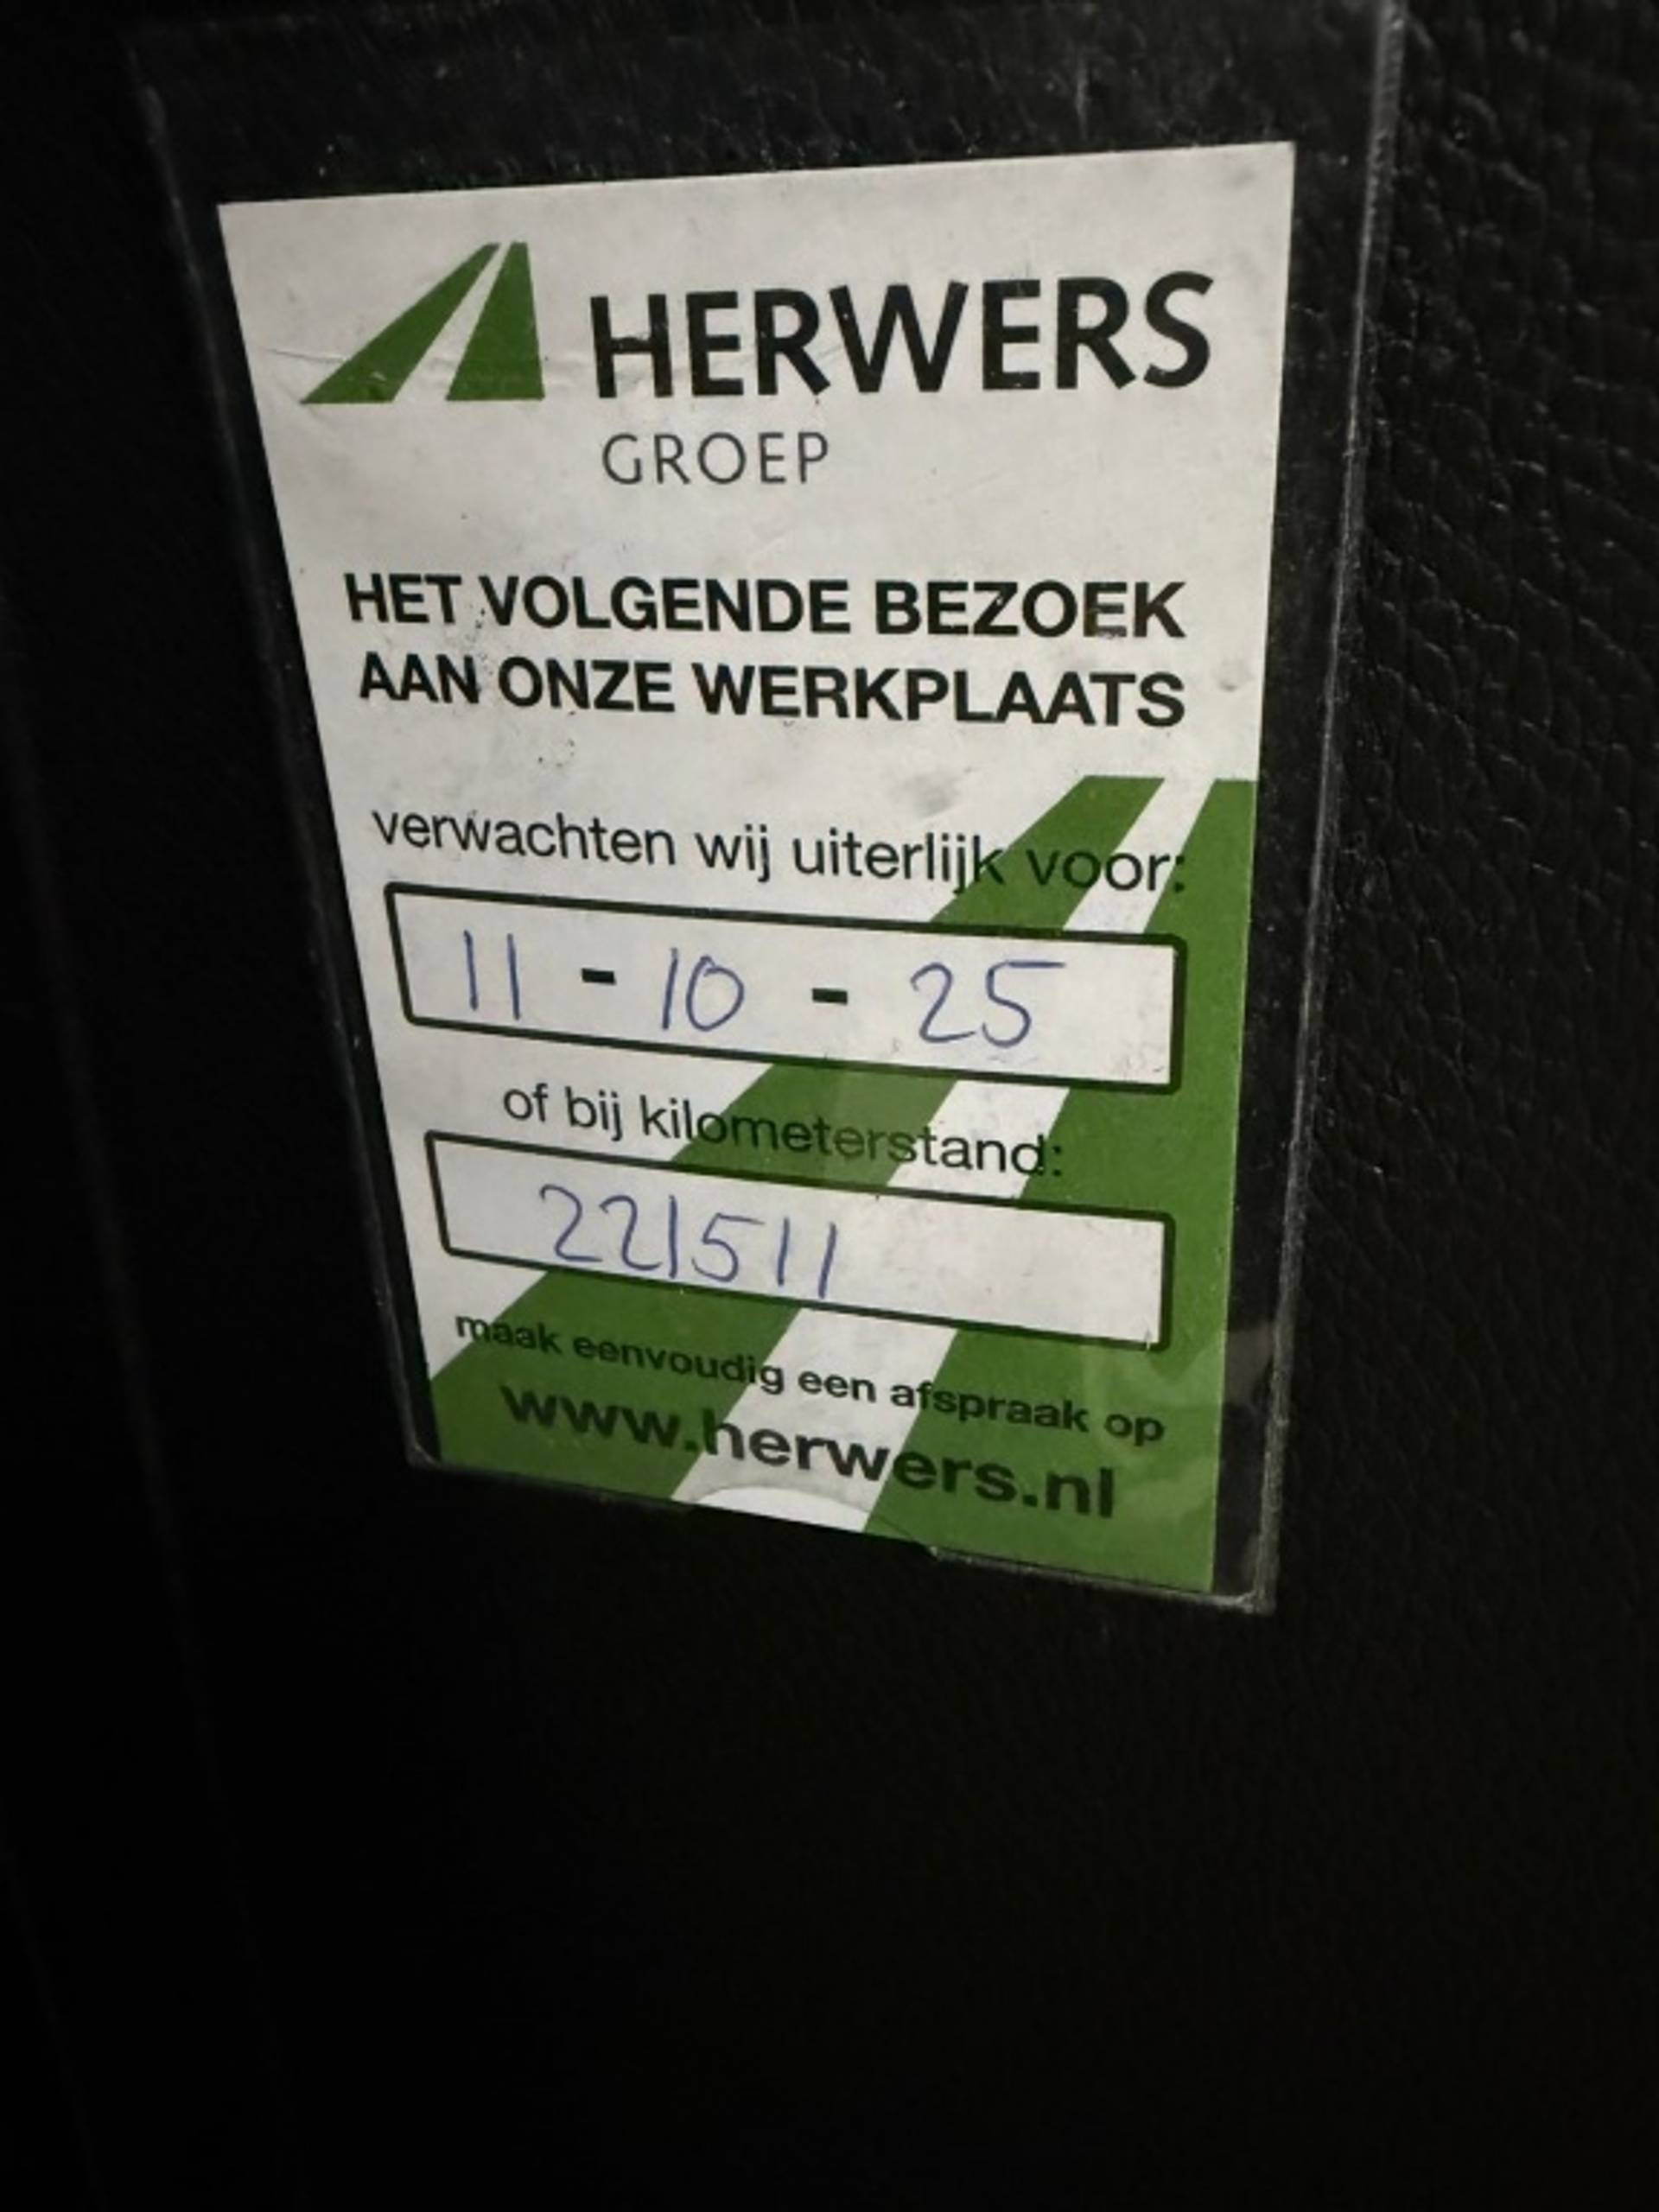 HERWERS
GROEP
HET VOLGENDE BEZOEK
AAN ONZE WERKPLAATS
verwachten wij uiterlijk voor:
11 - 10 - 25
of bij kilometerstand:
221511
maak eenvoudig een afspraak op
www.herwers.nl